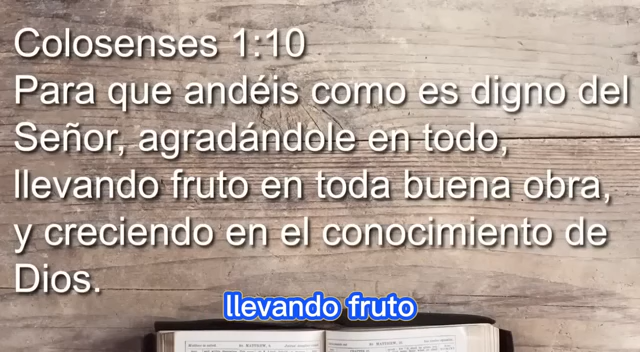 Colosenses 1:10
Para que andéis como es digno del
Señor, agradándole en todo,
llevando fruto en toda buena obra,
y creciendo en el conocimiento de
Dios.
llevando fruto